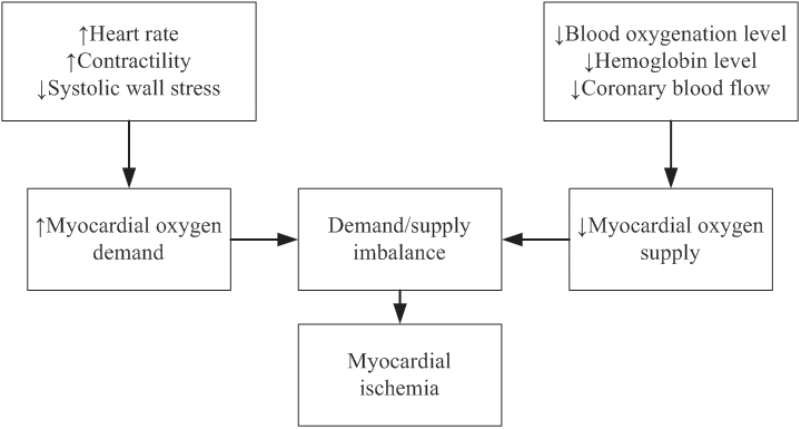 ↑Heart rate
↑Contractility
↓Systolic wall stress
↓Blood oxygenation level
↓Hemoglobin level
↓Coronary blood flow
↑Myocardial oxygen
demand
Demand/supply
imbalance
↓Myocardial oxygen
supply
Myocardial
ischemia